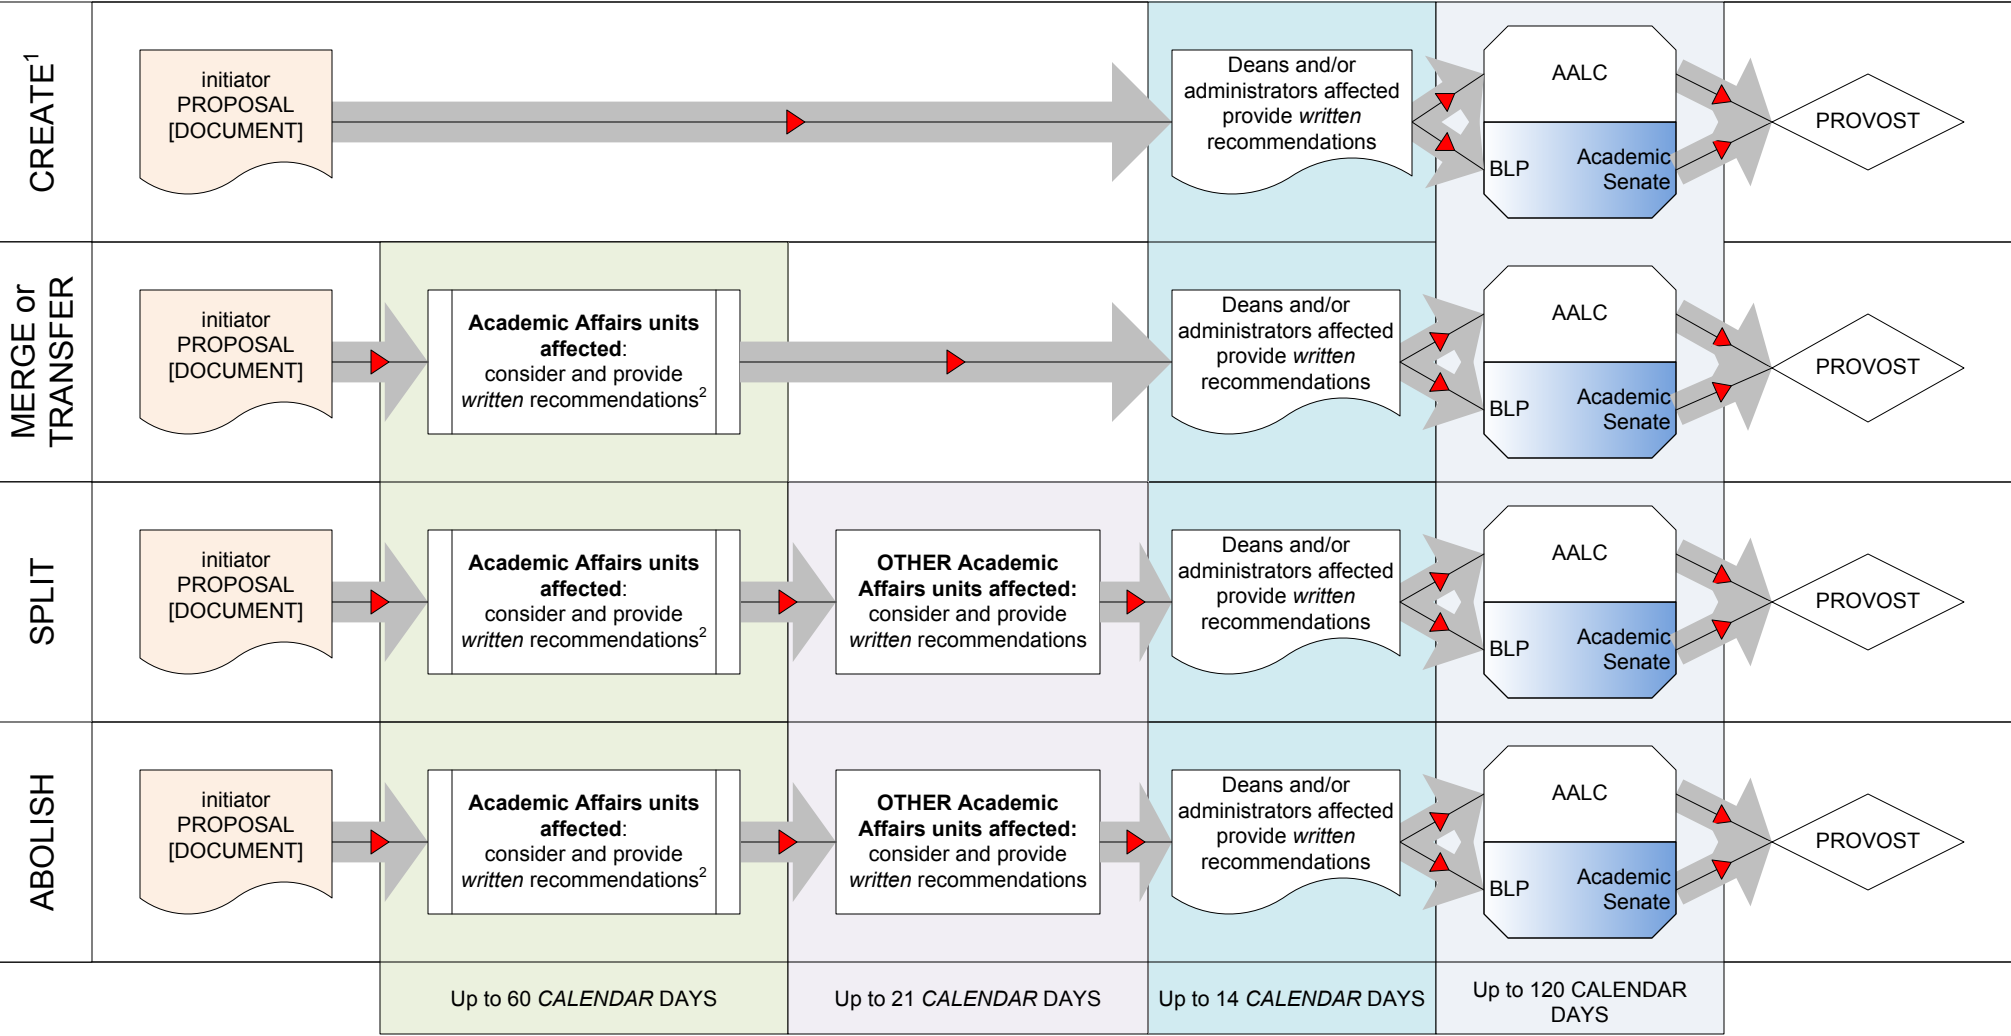 CREATE¹
initiator
PROPOSAL
[DOCUMENT]
Deans and/or
administrators affected
provide written
recommendations
AALC
BLP
Academic
Senate
PROVOST
MERGE or
TRANSFER
initiator
PROPOSAL
[DOCUMENT]
Academic Affairs units
affected:
consider and provide
written recommendations²
Deans and/or
administrators affected
provide written
recommendations
AALC
BLP
Academic
Senate
PROVOST
SPLIT
initiator
PROPOSAL
[DOCUMENT]
Academic Affairs units
affected:
consider and provide
written recommendations²
OTHER Academic
Affairs units affected:
consider and provide
written recommendations
Deans and/or
administrators affected
provide written
recommendations
AALC
BLP
Academic
Senate
PROVOST
ABOLISH
initiator
PROPOSAL
[DOCUMENT]
Academic Affairs units
affected:
consider and provide
written recommendations²
OTHER Academic
Affairs units affected:
consider and provide
written recommendations
Deans and/or
administrators affected
provide written
recommendations
AALC
BLP
Academic
Senate
PROVOST
Up to 60 CALENDAR DAYS
Up to 21 CALENDAR DAYS
Up to 14 CALENDAR DAYS
Up to 120 CALENDAR
DAYS